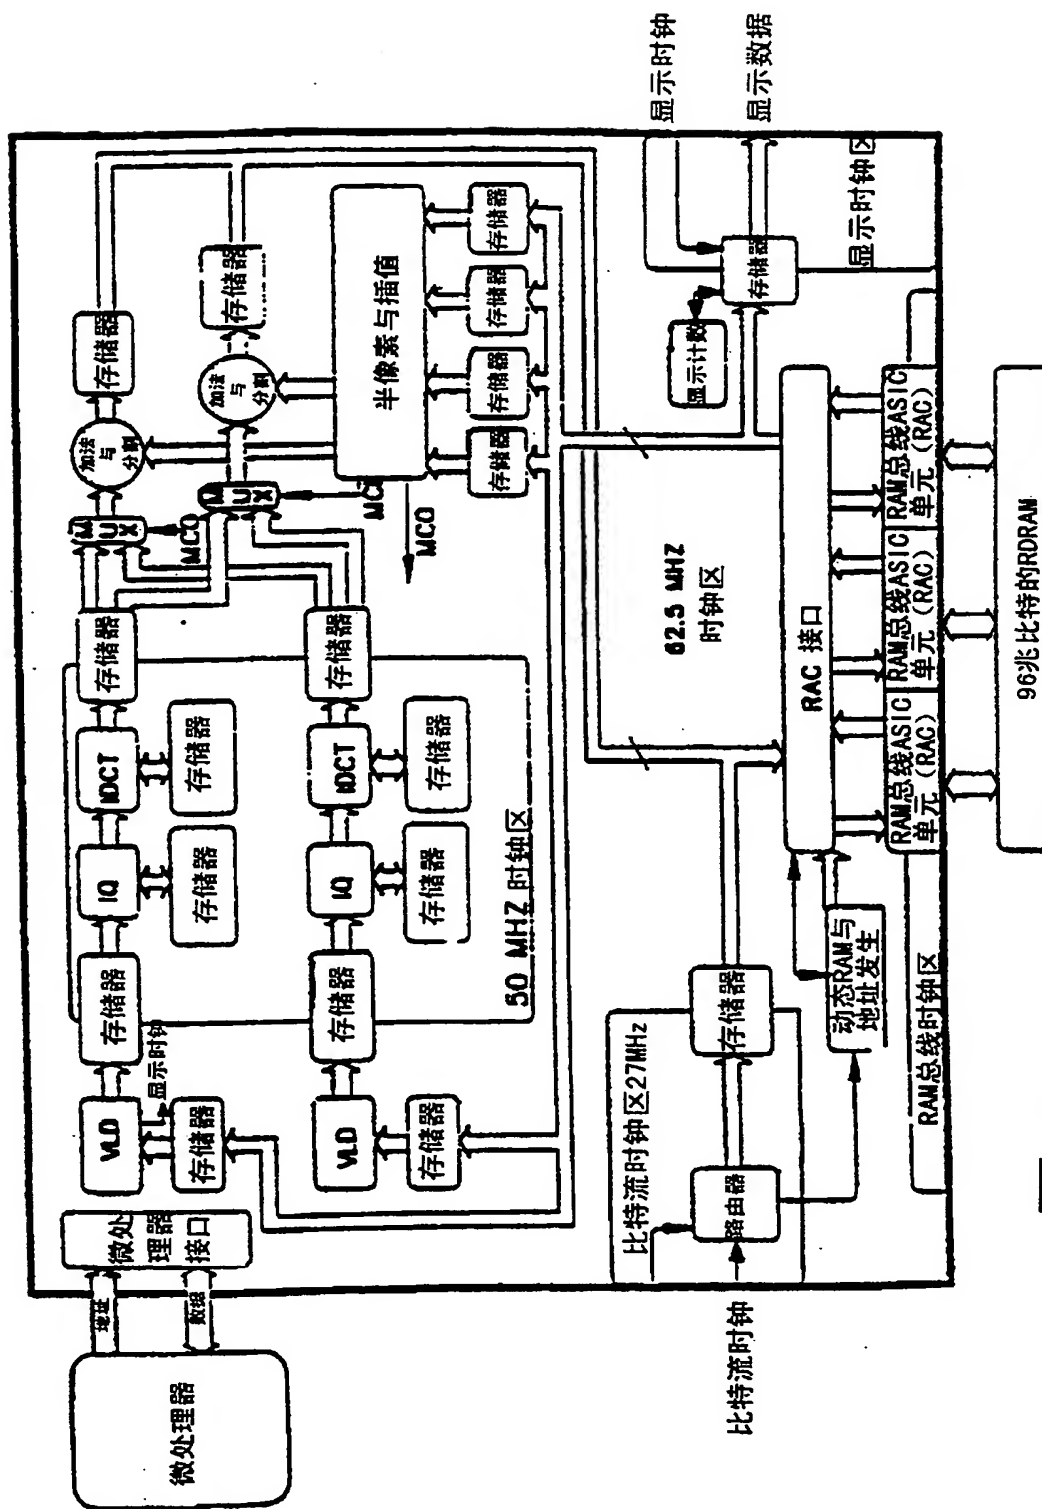 微处理器
地址
数据
微处
理器
接口
VLD
存储器
显示时钟
存储器
IQ
存储器
IDCT
存储器
存储器
MUX
MCO
加法
与
分割
存储器
VLD
存储器
存储器
IQ
存储器
IDCT
存储器
存储器
MUX
加法
与
分割
存储器
50 MHZ 时钟区
MCO
半像素与插值
存储器
存储器
存储器
存储器
62.5 MHZ
时钟区
比特流时钟区27MHz
比特流时钟
路由器
存储器
显示计数
存储器
显示时钟
显示数据
显示时钟区
RAC 接口
动态RAM与
地址发生
RAM总线时钟区
RAM总线ASIC
单元 (RAC)
RAM总线ASIC
单元 (RAC)
RAM总线ASIC
单元 (RAC)
96兆比特的RDRAM